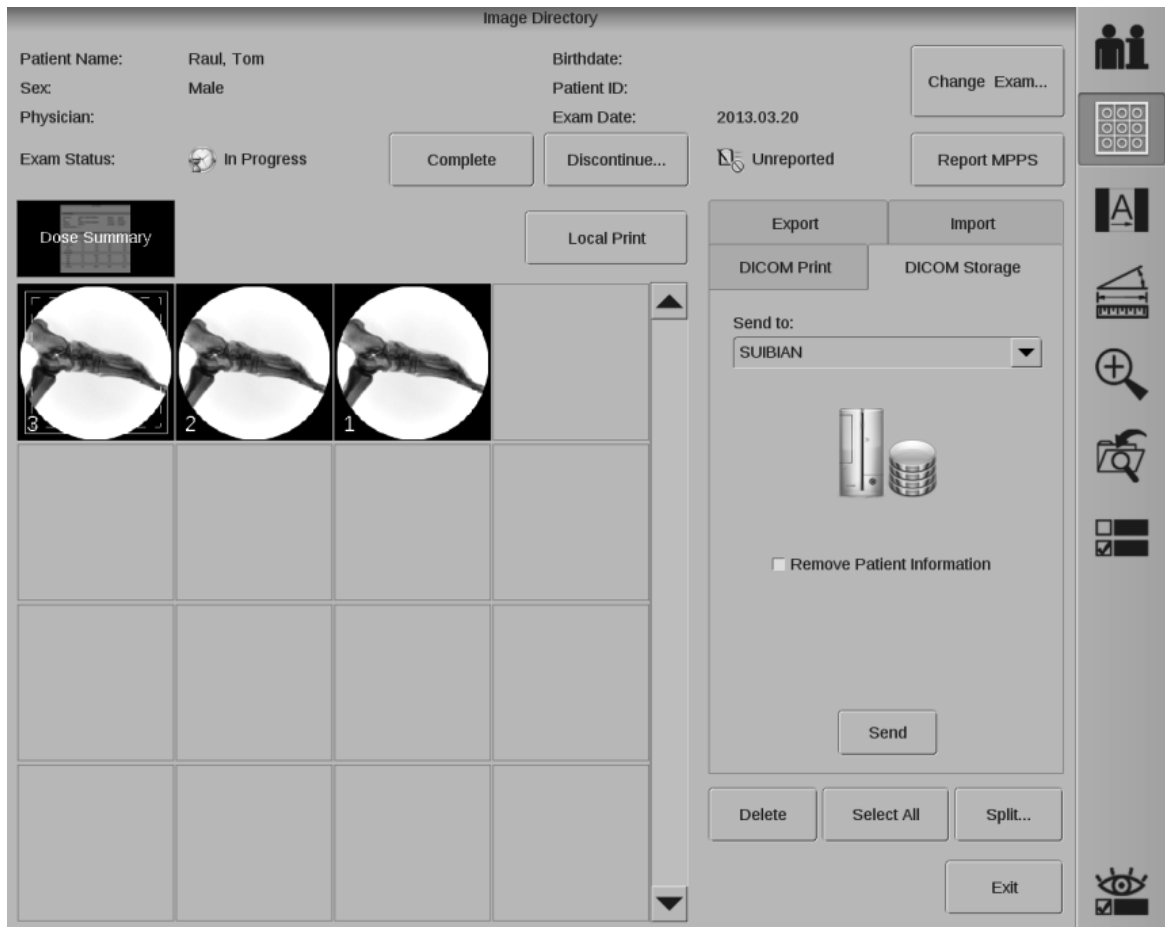 Image Directory
Patient Name: Raul, Tom Birthdate:
Sex: Male Patient ID:
Change Exam...
Physician: Exam Date: 2013.03.20
Exam Status: In Progress Complete Discontinue... Unreported Report MPPS
Dose Summary
Local Print
Export Import
DICOM Print DICOM Storage
Send to:
SUIBIAN
3 2 1
Remove Patient Information
Send
Delete Select All Split...
Exit
A